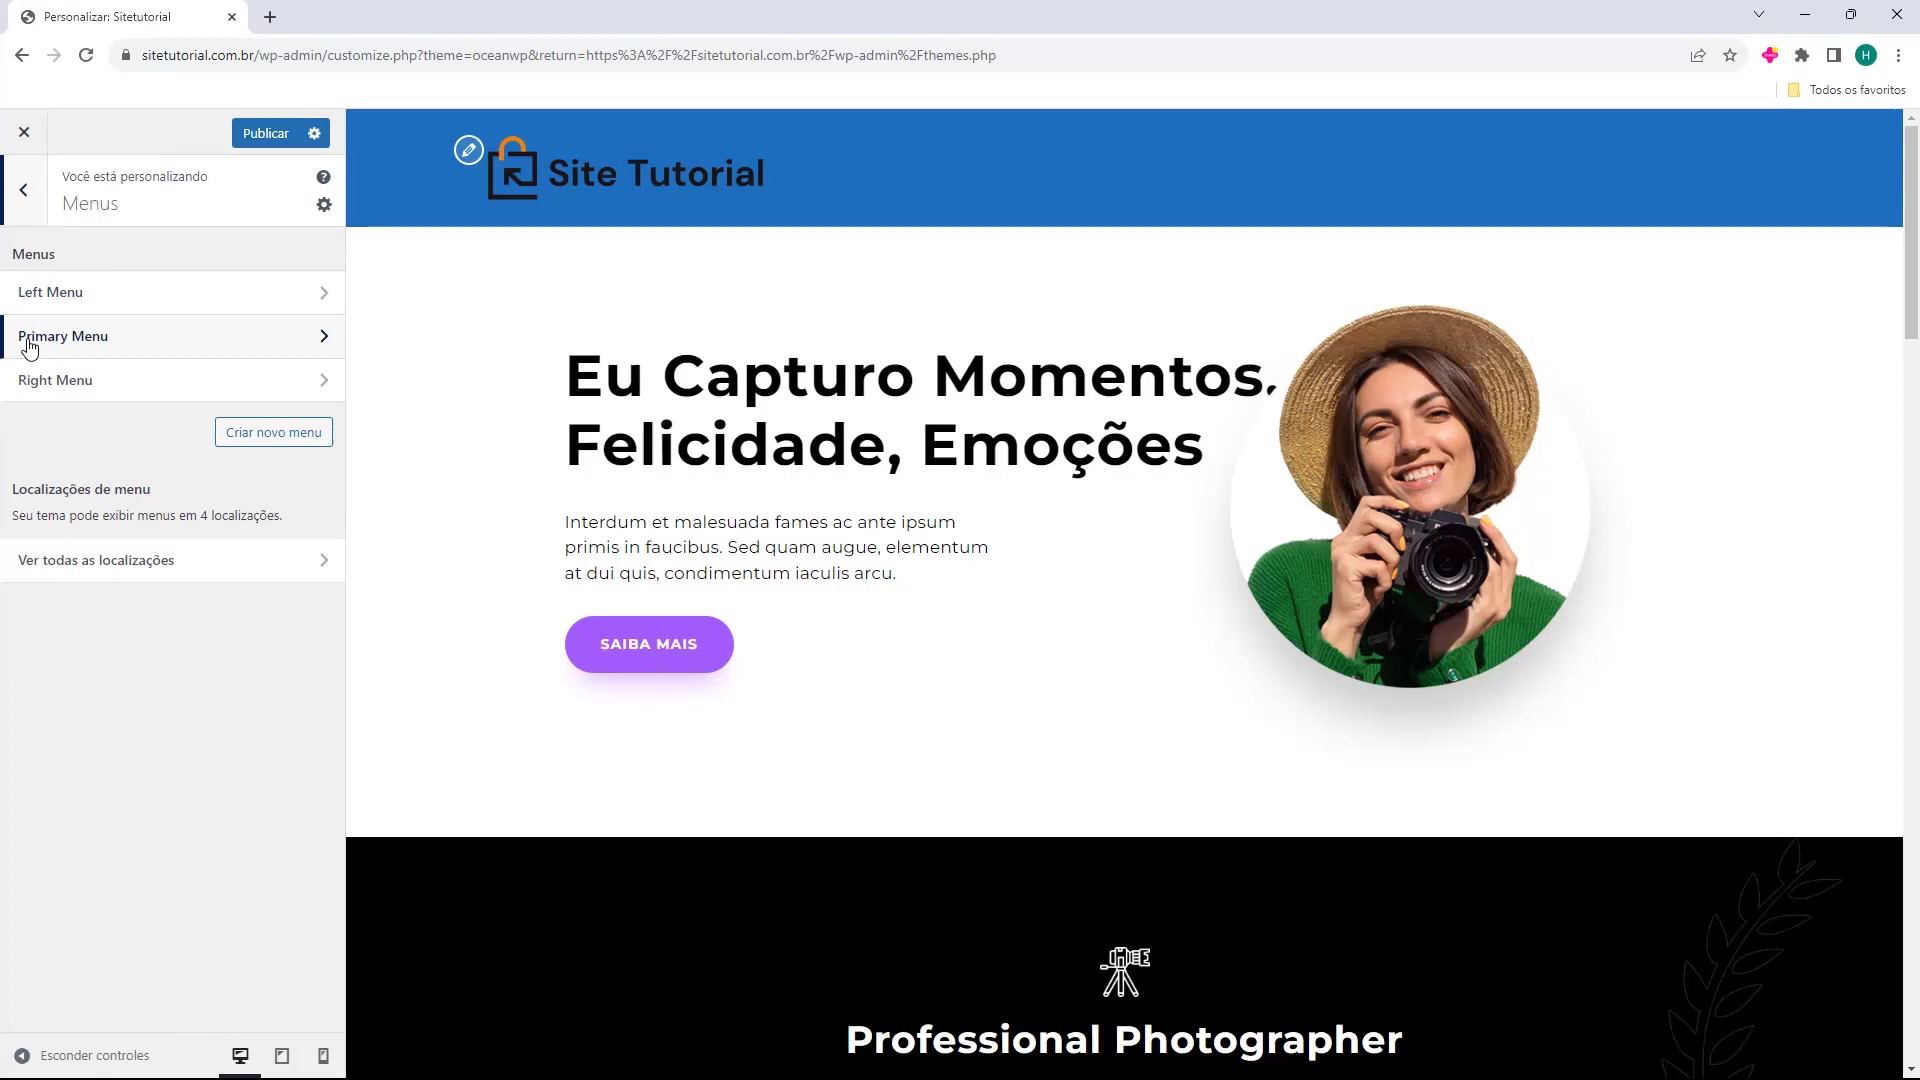 Personalizar: Sitetutorial
sitetutorial.com.br/wp-admin/customize.php?theme=oceanwp&return=https%3A%2F%2Fsitetutorial.com.br%2Fwp-admin%2Fthemes.php
H
Todos os favoritos
Publicar
Você está personalizando
Menus
Menus
Left Menu
Primary Menu
Right Menu
Criar novo menu
Localizações de menu
Seu tema pode exibir menus em 4 localizações.
Ver todas as localizações
Esconder controles
Site Tutorial
Eu Capturo Momentos,
Felicidade, Emoções
Interdum et malesuada fames ac ante ipsum
primis in faucibus. Sed quam augue, elementum
at dui quis, condimentum iaculis arcu.
SAIBA MAIS
Professional Photographer